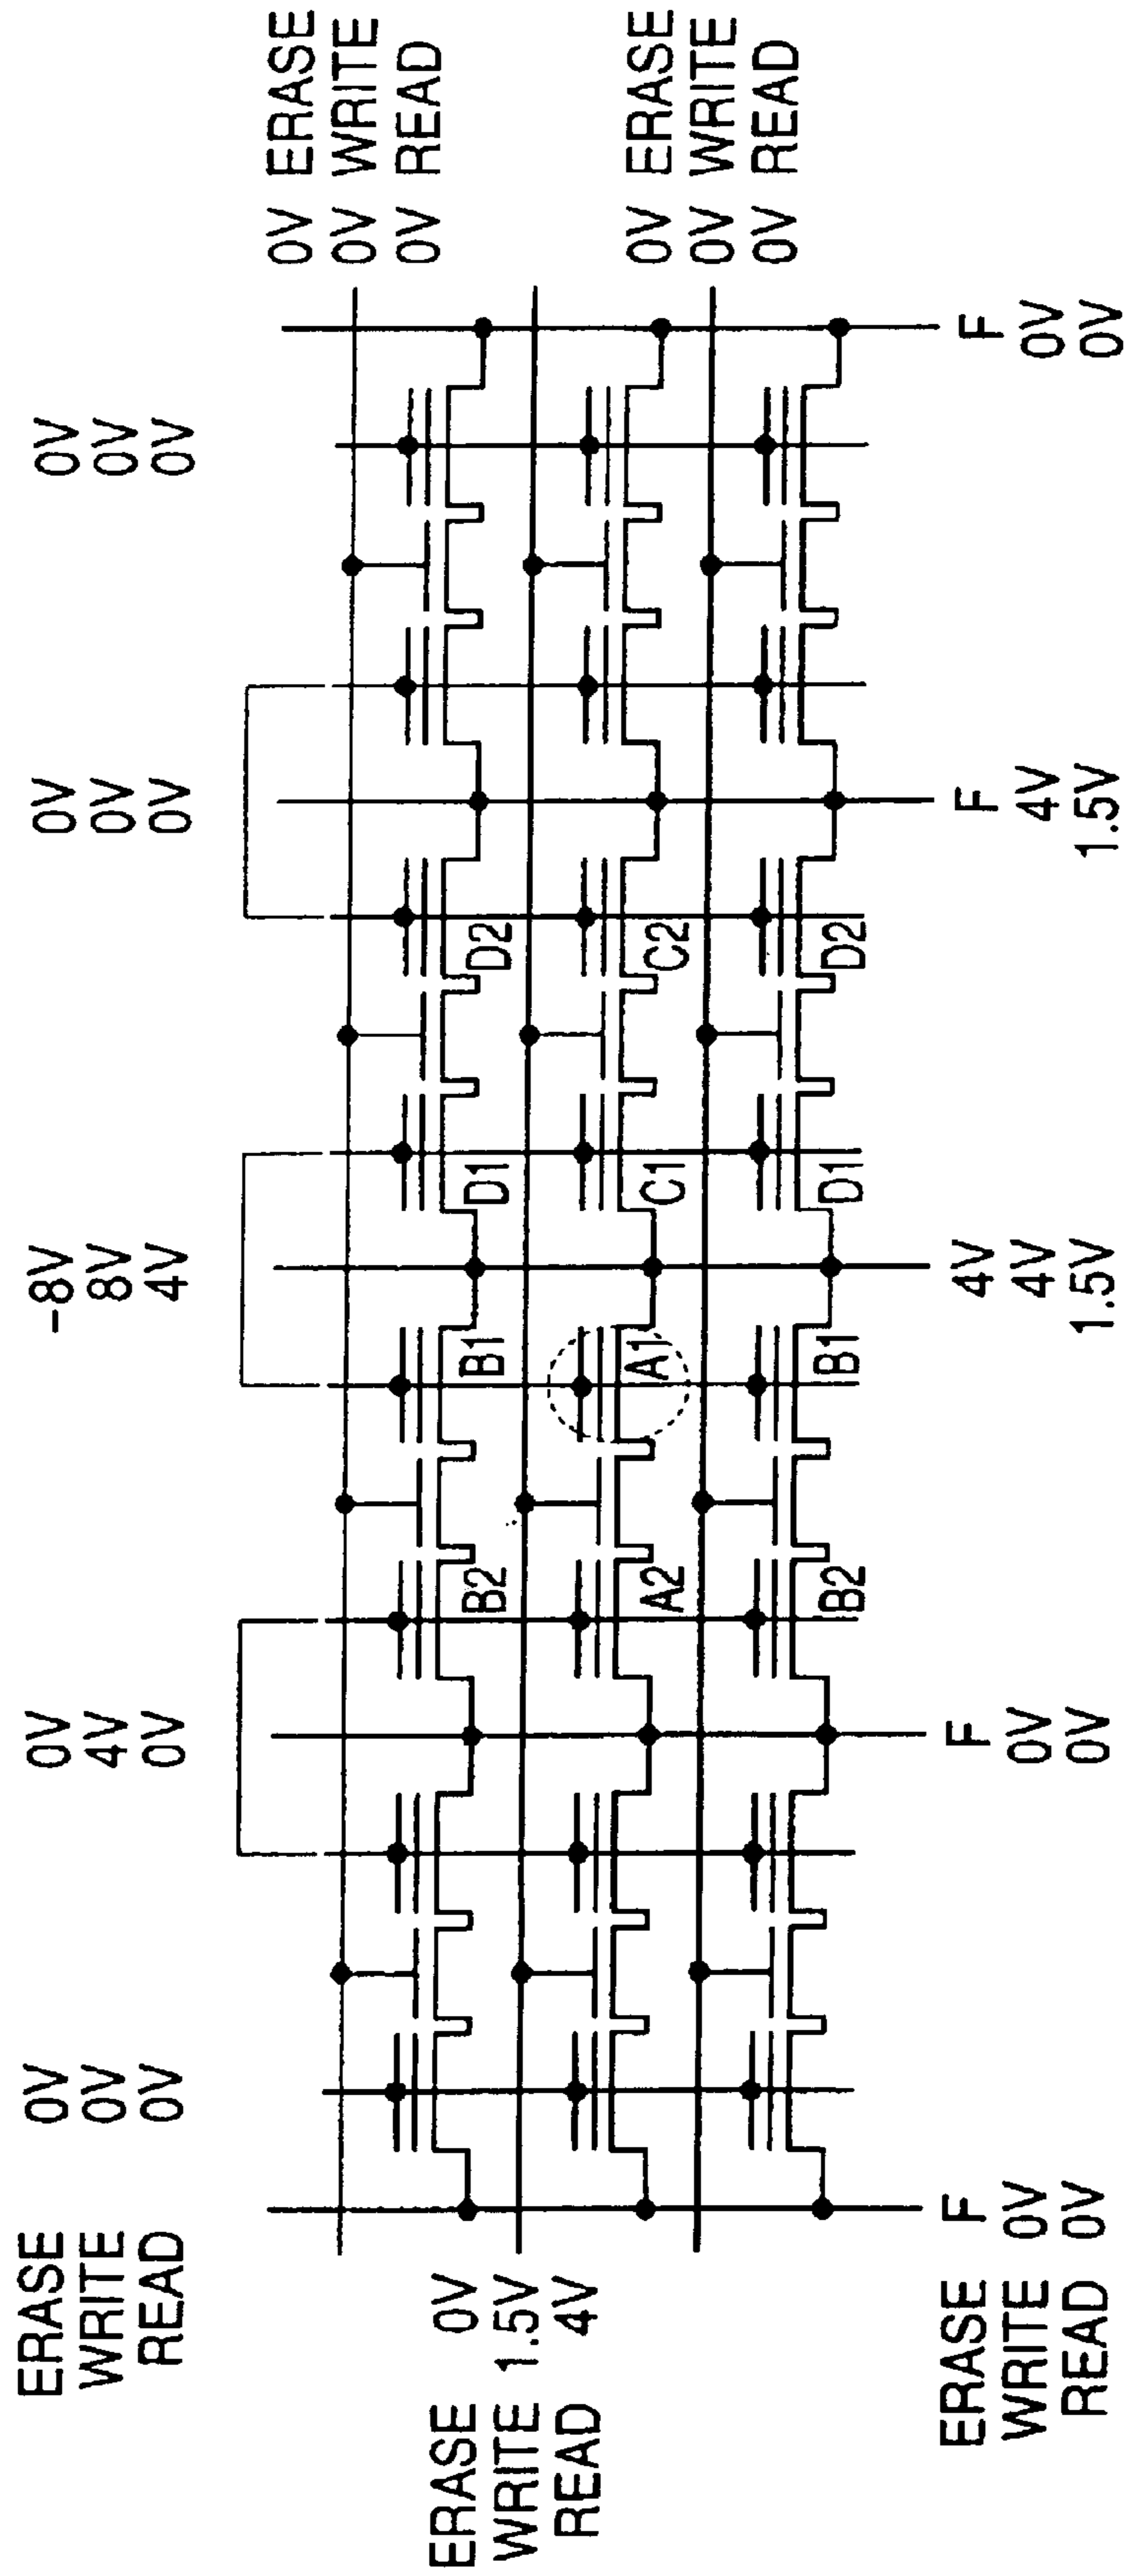 ERASE 0V 0V -8V 0V 0V
WRITE 0V 4V 8V 0V 0V
READ 0V 0V 4V 0V 0V
0V ERASE
0V WRITE
0V READ
B2 B1 D1 D2
ERASE 0V
WRITE 1.5V
READ 4V
A2 A1 C1 C2
0V ERASE
0V WRITE
0V READ
B2 B1 D1 D2
ERASE F F 4V F F
WRITE 0V 0V 4V 4V 0V
READ 0V 0V 1.5V 1.5V 0V